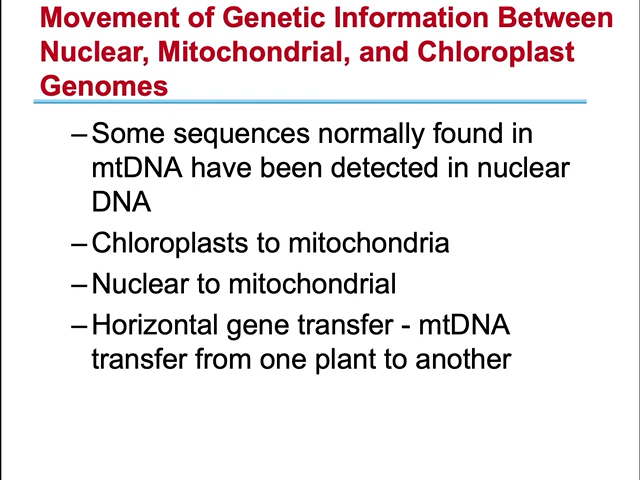 Movement of Genetic Information Between
Nuclear, Mitochondrial, and Chloroplast
Genomes
– Some sequences normally found in
mtDNA have been detected in nuclear
DNA
– Chloroplasts to mitochondria
– Nuclear to mitochondrial
– Horizontal gene transfer - mtDNA
transfer from one plant to another